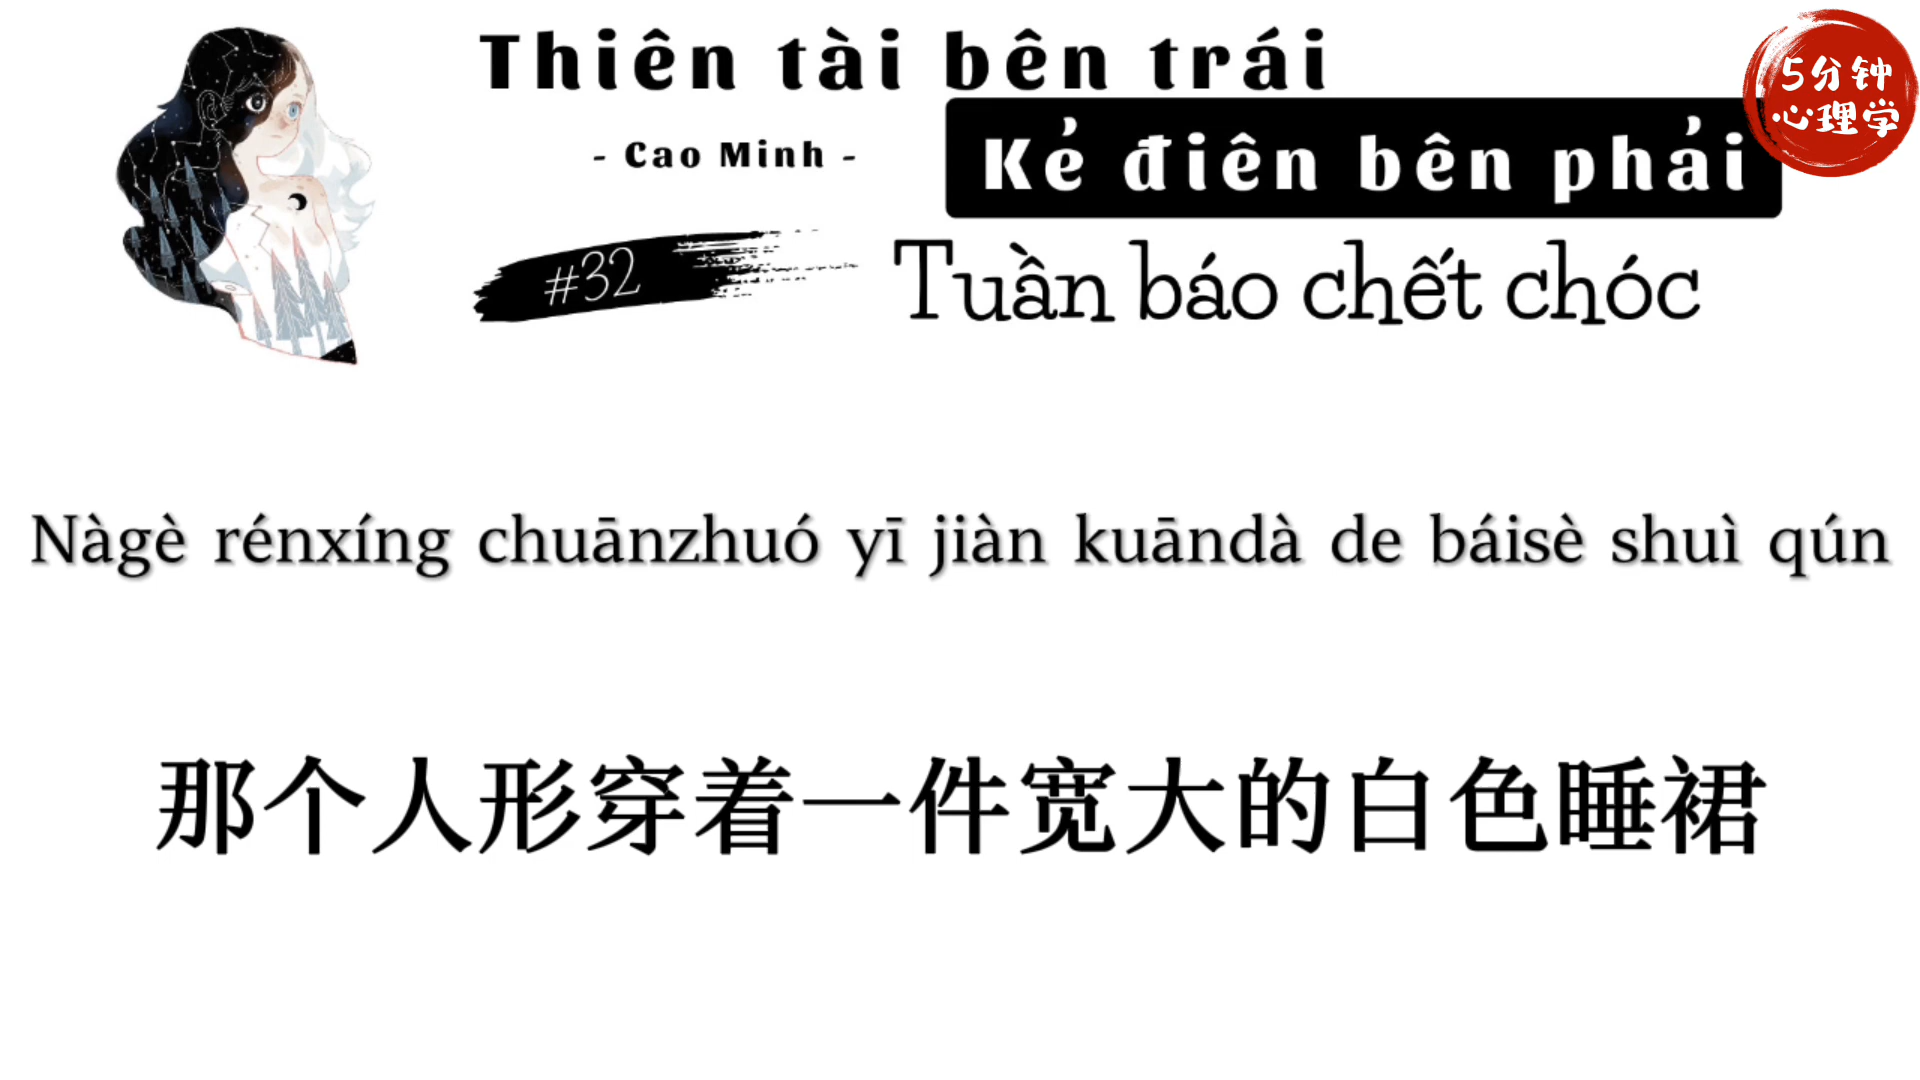 Thiên tài bên trái
- Cao Minh -
Kẻ điên bên phải
5分钟
心理学
#32
Tuần báo chết chóc
Nàgè rénxíng chuānzhuó yī jiàn kuāndà de báisè shuì qún
那个人形穿着一件宽大的白色睡裙